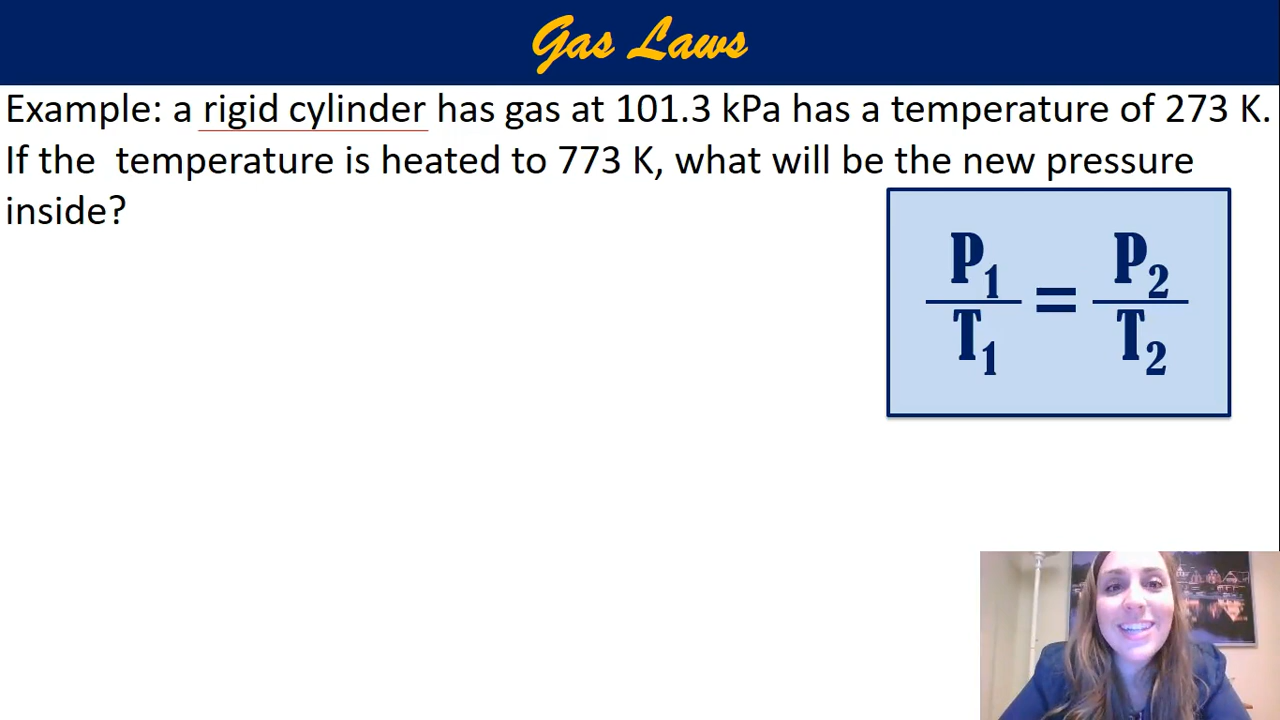 Gas Laws
Example: a rigid cylinder has gas at 101.3 kPa has a temperature of 273 K.
If the  temperature is heated to 773 K, what will be the new pressure
inside?
P₁ = P₂
T₁ T₂